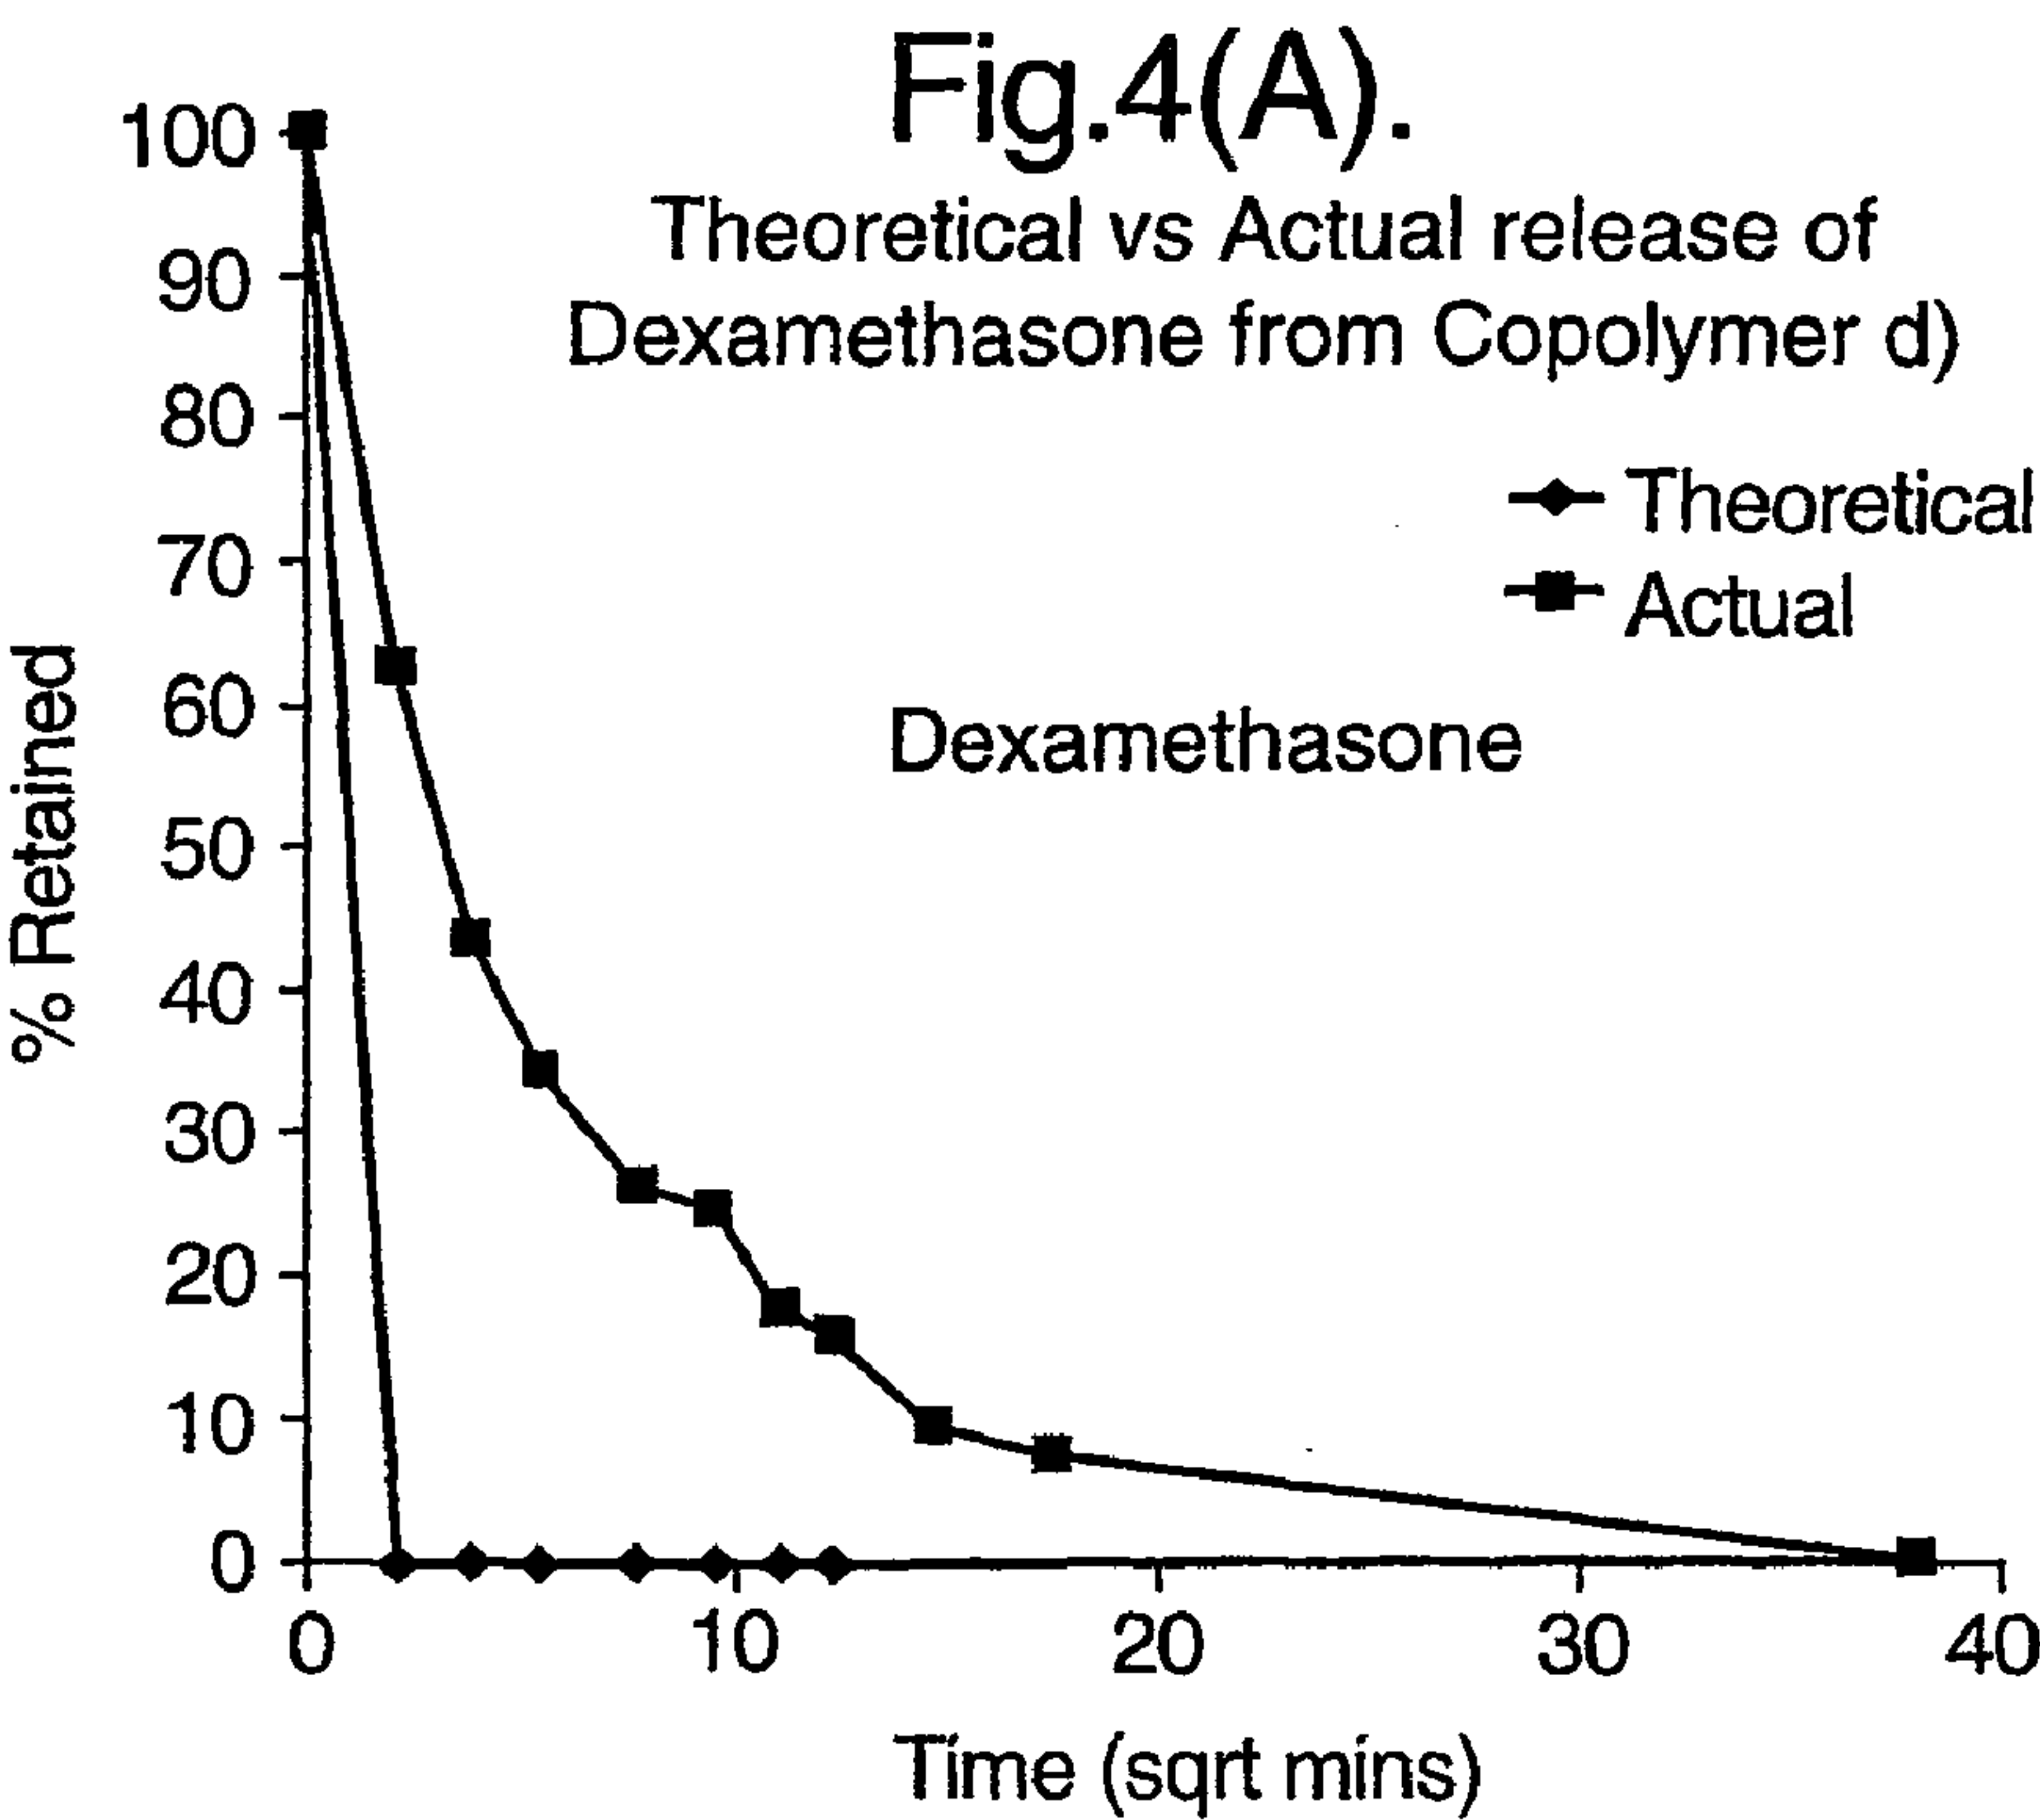 Fig.4(A).
Theoretical vs Actual release of
Dexamethasone from Copolymer d)
Theoretical
Actual
Dexamethasone
% Retained
100
90
80
70
60
50
40
30
20
10
0
0 10 20 30 40
Time (sqrt mins)